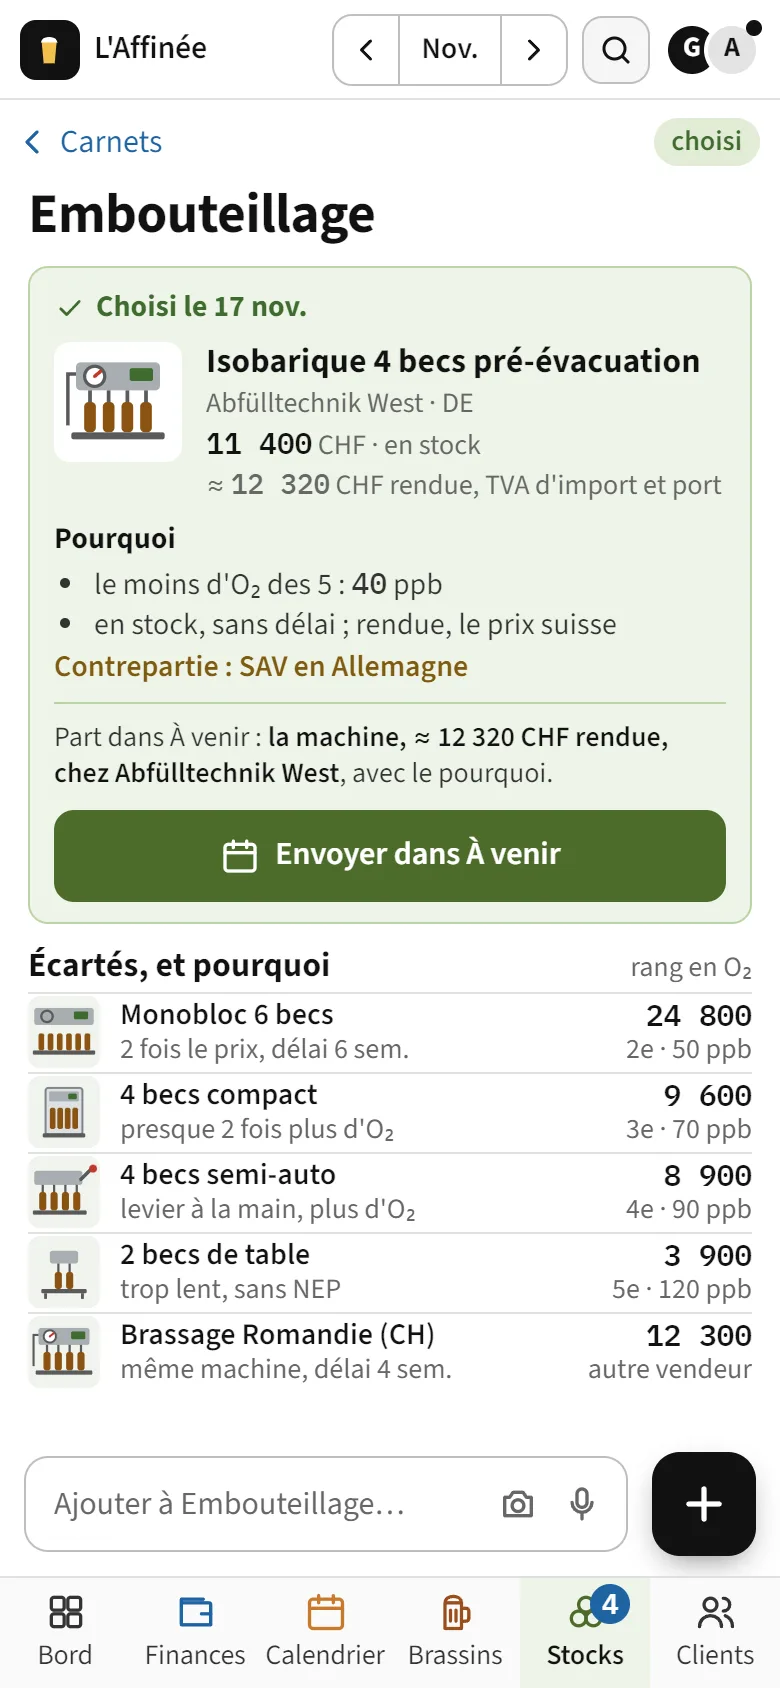 L'Affinée
Nov.
G
A
Carnets
choisi
Embouteillage
Choisi le 17 nov.
Isobarique 4 becs pré-évacuation
Abfülltechnik West · DE
11 400 CHF · en stock
≈ 12 320 CHF rendue, TVA d'import et port
Pourquoi
• le moins d'O₂ des 5 : 40 ppb
• en stock, sans délai ; rendue, le prix suisse
Contrepartie : SAV en Allemagne
Part dans À venir : la machine, ≈ 12 320 CHF rendue,
chez Abfülltechnik West, avec le pourquoi.
Envoyer dans À venir
Écartés, et pourquoi
rang en O₂
Monobloc 6 becs
24 800
2 fois le prix, délai 6 sem.
2e · 50 ppb
4 becs compact
9 600
presque 2 fois plus d'O₂
3e · 70 ppb
4 becs semi-auto
8 900
levier à la main, plus d'O₂
4e · 90 ppb
2 becs de table
3 900
trop lent, sans NEP
5e · 120 ppb
Brassage Romandie (CH)
12 300
même machine, délai 4 sem.
autre vendeur
Ajouter à Embouteillage…
4
Bord
Finances
Calendrier
Brassins
Stocks
Clients